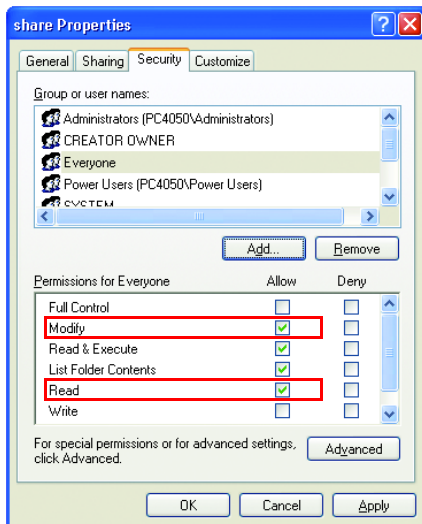 share Properties
General Sharing Security Customize
Group or user names:
Administrators (PC4050\Administrators)
CREATOR OWNER
Everyone
Power Users (PC4050\Power Users)
SYSTEM
Add... Remove
Permissions for Everyone Allow Deny
Full Control
Modify
Read & Execute
List Folder Contents
Read
Write
For special permissions or for advanced settings, Advanced
click Advanced.
OK Cancel Apply